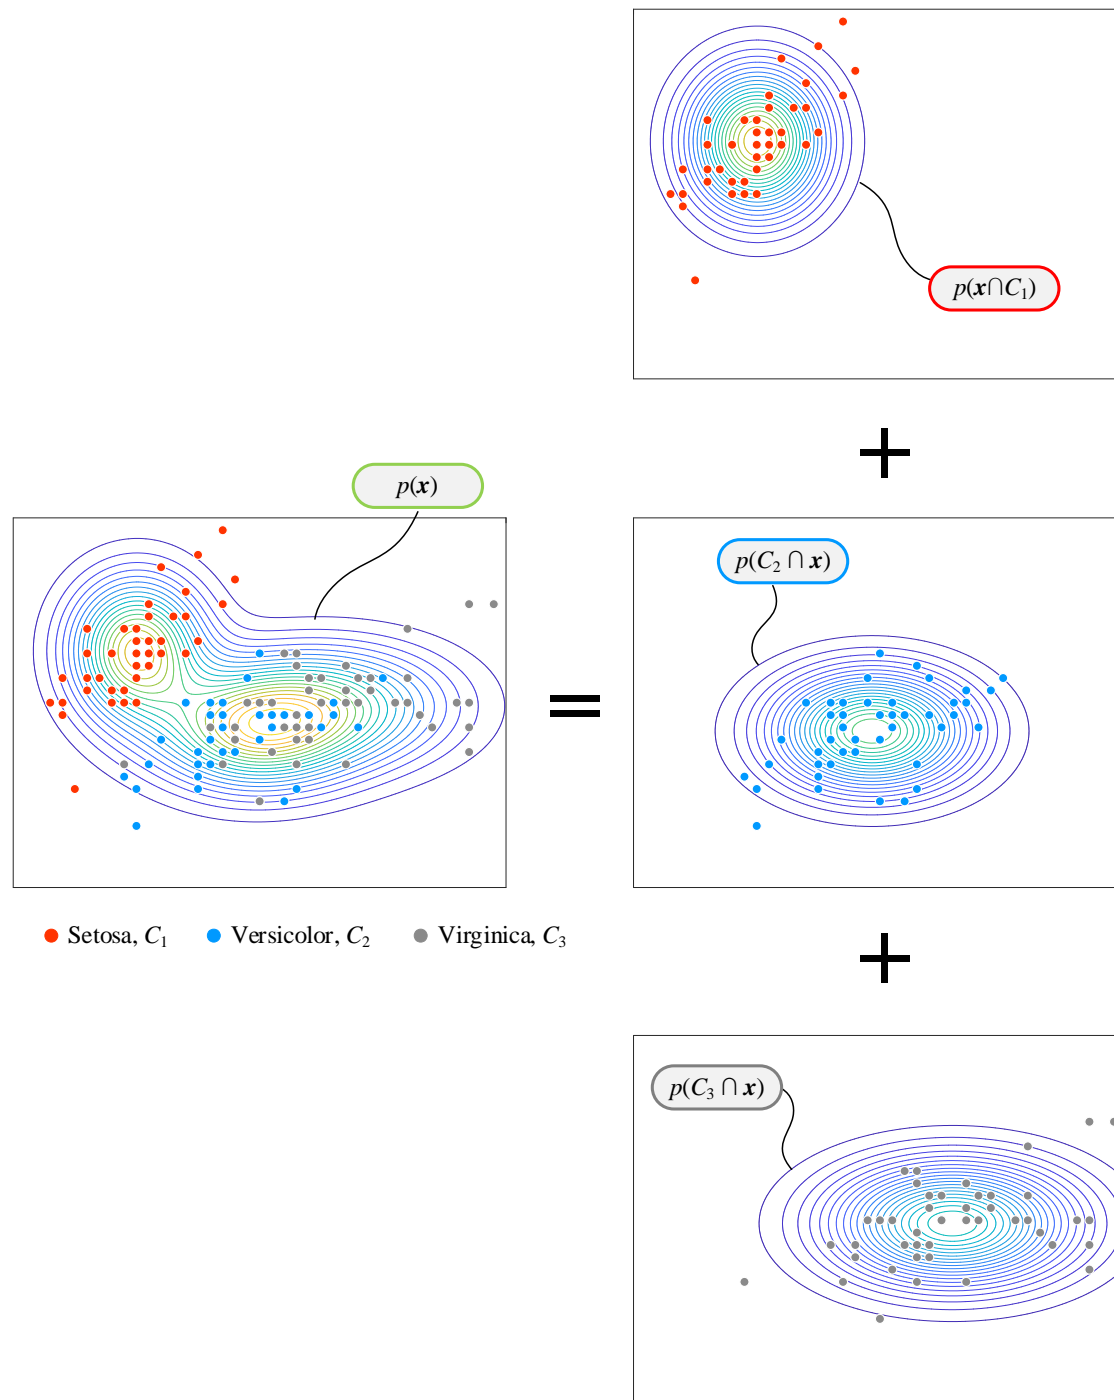 p(x∩C₁)
+
p(x)
p(C₂ ∩ x)
=
Setosa, C₁ Versicolor, C₂ Virginica, C₃
+
p(C₃ ∩ x)